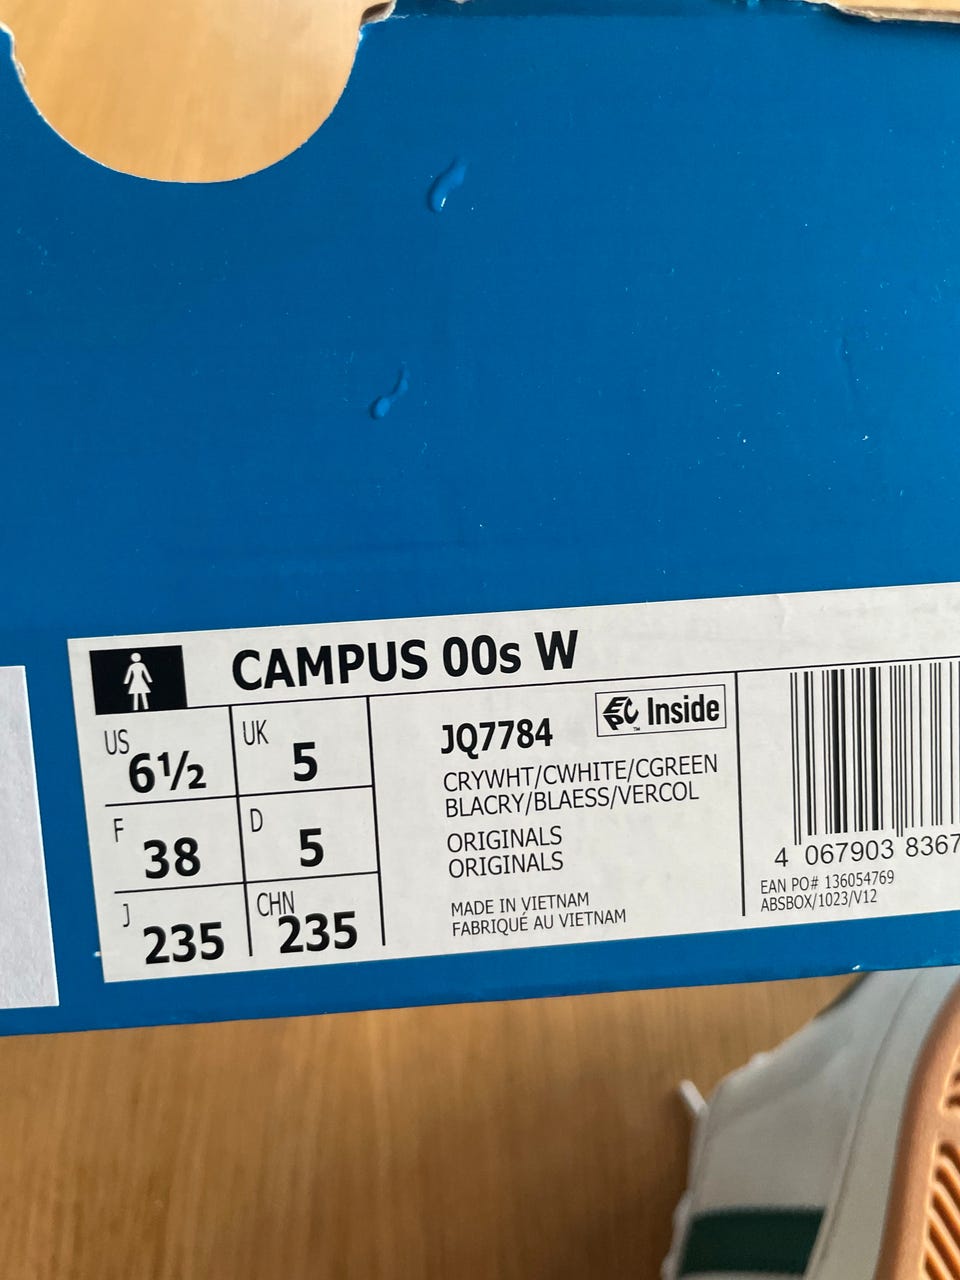 CAMPUS 00s W
US 6½ UK 5
F 38 D 5
J 235 CHN 235
JQ7784
Inside
™
CRYWHT/CWHITE/CGREEN
BLACRY/BLAESS/VERCOL
ORIGINALS
ORIGINALS
MADE IN VIETNAM
FABRIQUÉ AU VIETNAM
4 067903 8367
EAN PO# 136054769
ABSBOX/1023/V12